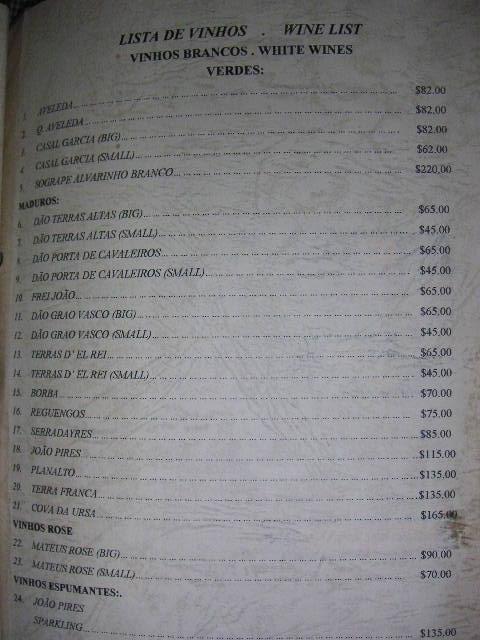 LISTA DE VINHOS . WINE LIST
VINHOS BRANCOS . WHITE WINES
VERDES:
1. AVELEDA $82.00
2. Q. AVELEDA $82.00
3. CASAL GARCIA (BIG) $82.00
4. CASAL GARCIA (SMALL) $62.00
5. SOGRAPE ALVARINHO BRANCO $220,00
MADUROS:
6. DÃO TERRAS ALTAS (BIG) $65.00
7. DÃO TERRAS ALTAS (SMALL) $45.00
8. DÃO PORTA DE CAVALEIROS $65.00
9. DÃO PORTA DE CAVALEIROS (SMALL) $45.00
10. FREI JOÃO $65.00
11. DÃO GRAO VASCO (BIG) $65.00
12. DÃO GRAO VASCO (SMALL) $45.00
13. TERRAS D' EL REI $65.00
14. TERRAS D' EL REI (SMALL) $45.00
15. BORBA $70.00
16. REGUENGOS $75.00
17. SERRADAYRES $85.00
18. JOÃO PIRES $115.00
19. PLANALTO $135.00
20. TERRA FRANCA $135.00
21. COVA DA URSA $165.00
VINHOS ROSE
22. MATEUS ROSE (BIG) $90.00
23. MATEUS ROSE (SMALL) $70.00
VINHOS ESPUMANTES:.
24. JOÃO PIRES
SPARKLING $135.00